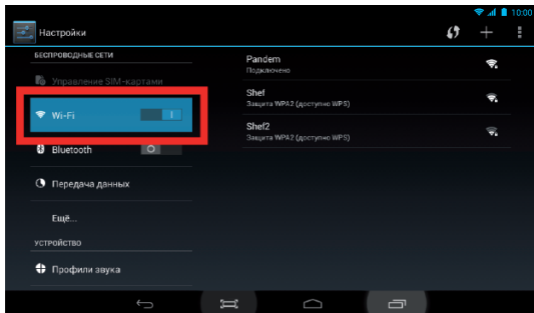 10:00
Настройки
БЕСПРОВОДНЫЕ СЕТИ
Управление SIM-картами
Wi-Fi
I
Bluetooth
O
Передача данных
Ещё...
УСТРОЙСТВО
Профили звука
Pandem
Подключено
Shef
Защита WPA2 (доступно WPS)
Shef2
Защита WPA2 (доступно WPS)